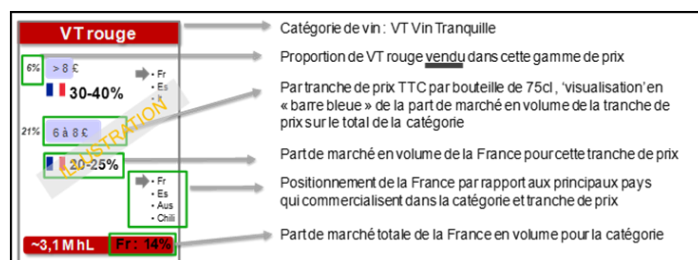 VT rouge
6%
> 8 £
30-40%
• Fr
• Es
• It
21%
6 à 8 £
20-25%
• Fr
• Es
• Aus
• Chili
~3,1 M hL
Fr : 14%
ILLUSTRATION
Catégorie de vin : VT Vin Tranquille
Proportion de VT rouge vendu dans cette gamme de prix
Par tranche de prix TTC par bouteille de 75cl, ‘visualisation’ en
« barre bleue » de la part de marché en volume de la tranche de
prix sur le total de la catégorie
Part de marché en volume de la France pour cette tranche de prix
Positionnement de la France par rapport aux principaux pays
qui commercialisent dans la catégorie et tranche de prix
Part de marché totale de la France en volume pour la catégorie